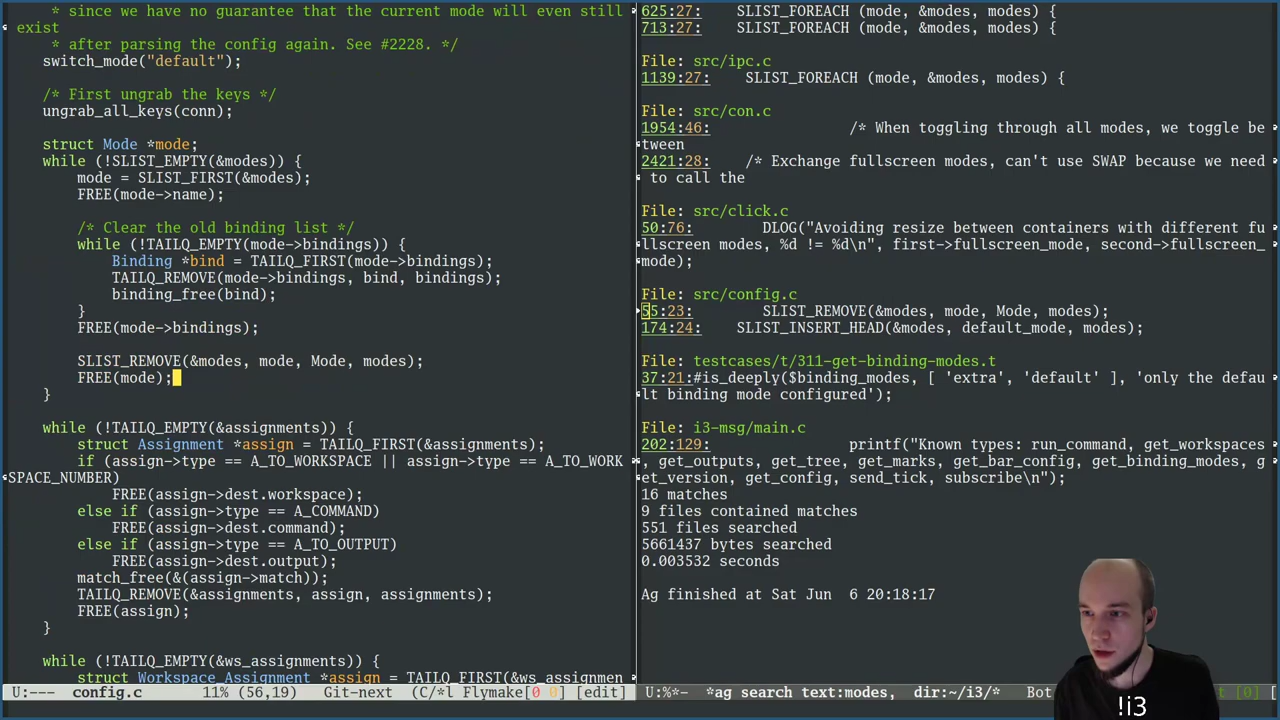 * since we have no guarantee that the current mode will even still
exist
     * after parsing the config again. See #2228. */
    switch_mode("default");

    /* First ungrab the keys */
    ungrab_all_keys(conn);

    struct Mode *mode;
    while (!SLIST_EMPTY(&modes)) {
        mode = SLIST_FIRST(&modes);
        FREE(mode->name);

        /* Clear the old binding list */
        while (!TAILQ_EMPTY(mode->bindings)) {
            Binding *bind = TAILQ_FIRST(mode->bindings);
            TAILQ_REMOVE(mode->bindings, bind, bindings);
            binding_free(bind);
        }
        FREE(mode->bindings);

        SLIST_REMOVE(&modes, mode, Mode, modes);
        FREE(mode);
    }

    while (!TAILQ_EMPTY(&assignments)) {
        struct Assignment *assign = TAILQ_FIRST(&assignments);
        if (assign->type == A_TO_WORKSPACE || assign->type == A_TO_WORK
SPACE_NUMBER)
            FREE(assign->dest.workspace);
        else if (assign->type == A_COMMAND)
            FREE(assign->dest.command);
        else if (assign->type == A_TO_OUTPUT)
            FREE(assign->dest.output);
        match_free(&(assign->match));
        TAILQ_REMOVE(&assignments, assign, assignments);
        FREE(assign);
    }

    while (!TAILQ_EMPTY(&ws_assignments)) {
        struct Workspace_Assignment *assign = TAILQ_FIRST(&ws_assignmen
U:---  config.c       11% (56,19)    Git-next  (C/*l Flymake[0 0] [edit]
625:27:    SLIST_FOREACH (mode, &modes, modes) {
713:27:    SLIST_FOREACH (mode, &modes, modes) {

File: src/ipc.c
1139:27:    SLIST_FOREACH (mode, &modes, modes) {

File: src/con.c
1954:46:                /* When toggling through all modes, we toggle be
tween
2421:28:    /* Exchange fullscreen modes, can't use SWAP because we need
 to call the

File: src/click.c
50:76:        DLOG("Avoiding resize between containers with different fu
llscreen modes, %d != %d\n", first->fullscreen_mode, second->fullscreen_
mode);

File: src/config.c
55:23:        SLIST_REMOVE(&modes, mode, Mode, modes);
174:24:    SLIST_INSERT_HEAD(&modes, default_mode, modes);

File: testcases/t/311-get-binding-modes.t
37:21:#is_deeply($binding_modes, [ 'extra', 'default' ], 'only the defau
lt binding mode configured');

File: i3-msg/main.c
202:129:                printf("Known types: run_command, get_workspaces
, get_outputs, get_tree, get_marks, get_bar_config, get_binding_modes, g
et_version, get_config, send_tick, subscribe\n");
16 matches
9 files contained matches
551 files searched
5661437 bytes searched
0.003532 seconds

Ag finished at Sat Jun  6 20:18:17
U:%*-  *ag search text:modes,  dir:~/i3/*   Bot
[0]
!i3